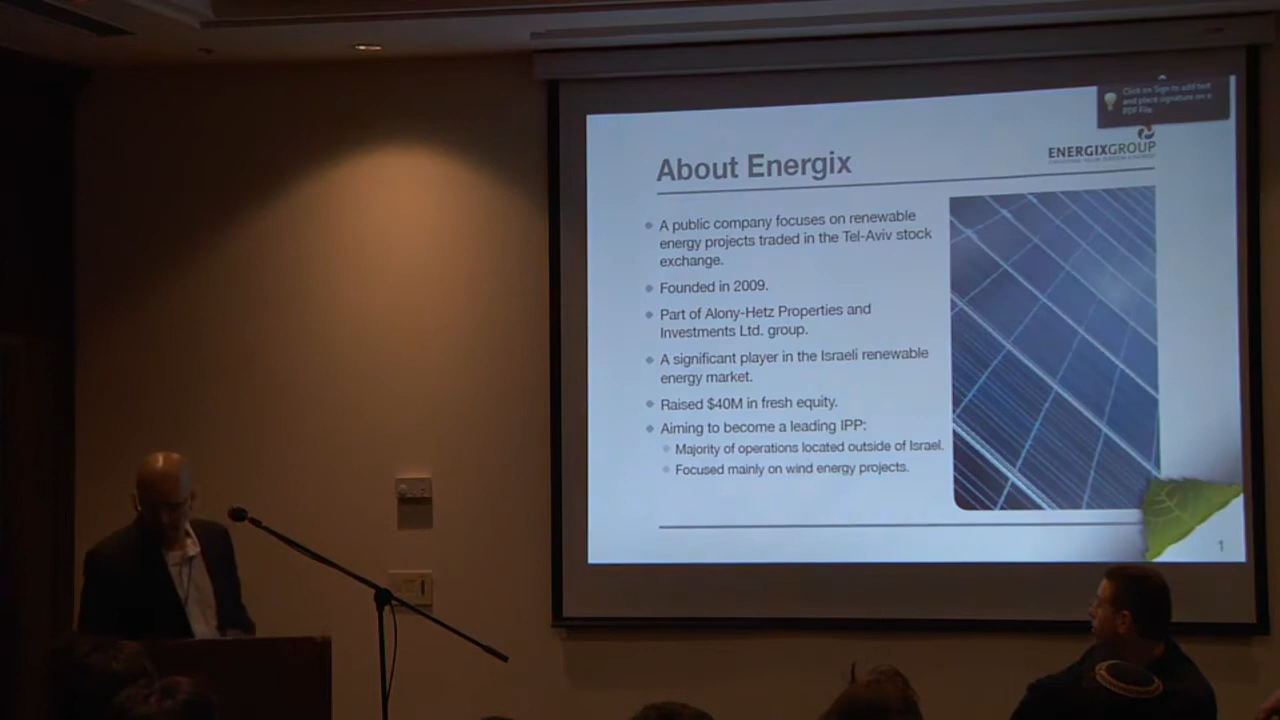 Click on Sign to add text
and place signature on a
PDF File.
ENERGIXGROUP
About Energix
A public company focuses on renewable
energy projects traded in the Tel-Aviv stock
exchange.
Founded in 2009.
Part of Alony-Hetz Properties and
Investments Ltd. group.
A significant player in the Israeli renewable
energy market.
Raised $40M in fresh equity.
Aiming to become a leading IPP:
Majority of operations located outside of Israel.
Focused mainly on wind energy projects.
1